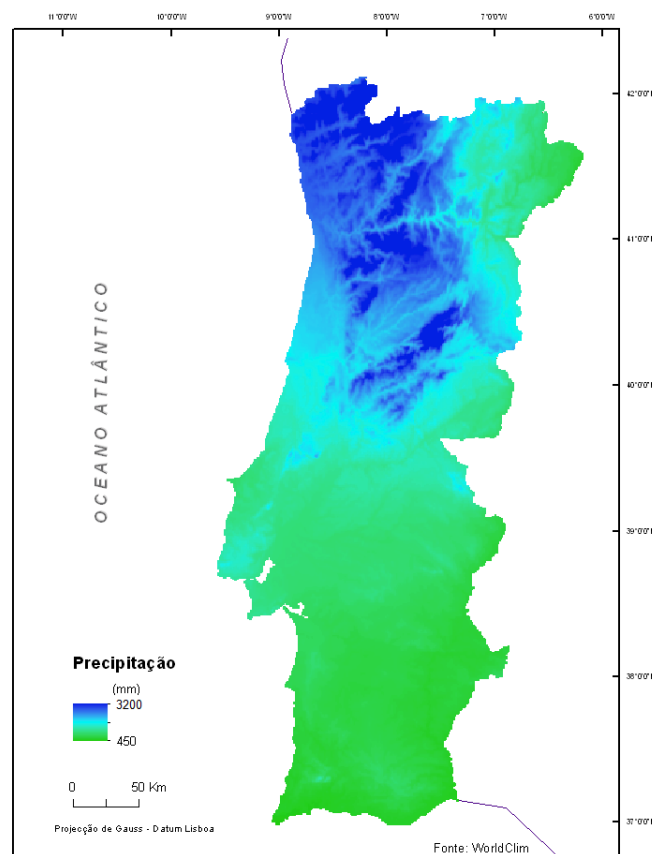 11°0'0"
10°0'0"
9°0'0"
8°0'0"
7°0'0"
6°0'0"
42°0'0"
41°0'0"
40°0'0"
39°0'0"
38°0'0"
37°0'0"
OCEANO ATLÂNTICO
Precipitação
(mm)
3200
450
0 50 Km
Projecção de Gauss - Datum Lisboa
Fonte: WorldClim